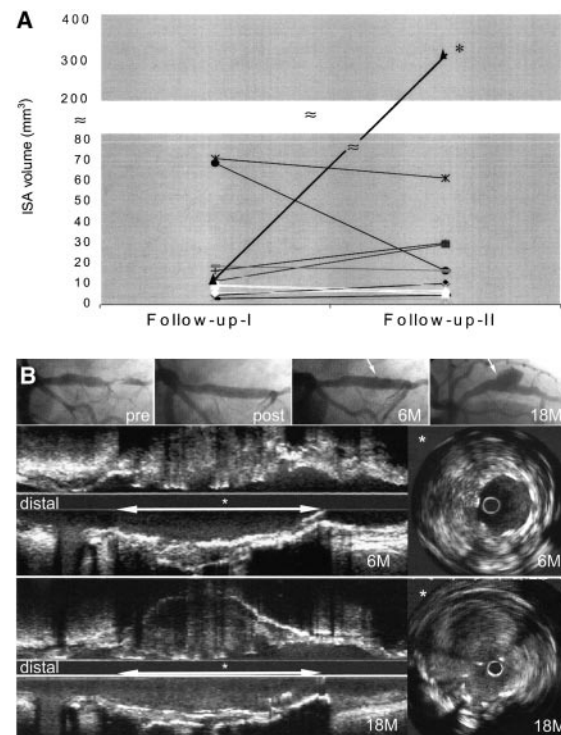 A
400
300
200
≈
80
70
60
50
40
30
20
10
0
ISA volume (mm³)
≈
≈
*
Follow-up-I Follow-up-II
B
pre post 6M 18M
distal
*
6M
*
6M
distal
*
18M
*
18M